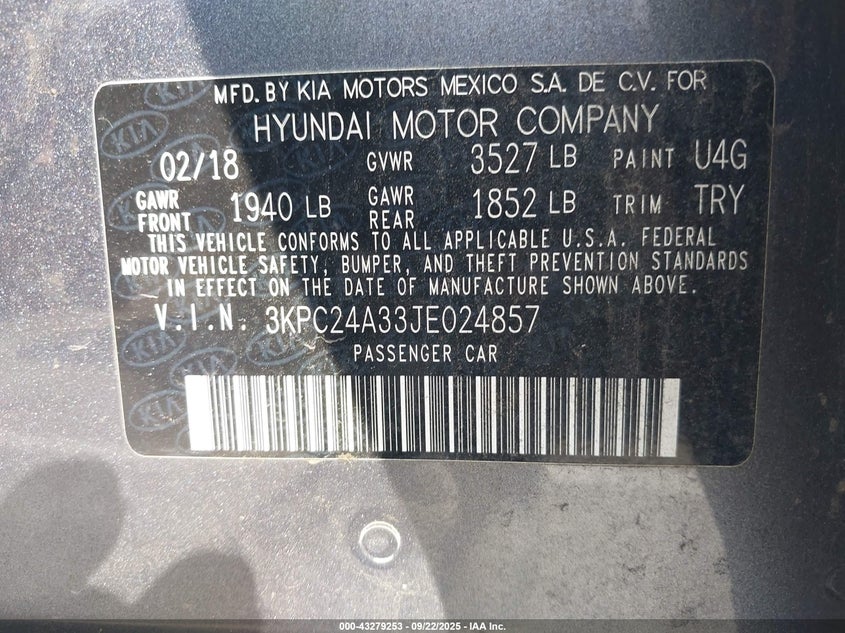 MFD. BY KIA MOTORS MEXICO S.A. DE C.V. FOR
HYUNDAI MOTOR COMPANY
02/18 GVWR 3527 LB PAINT U4G
GAWR FRONT 1940 LB GAWR REAR 1852 LB TRIM TRY
THIS VEHICLE CONFORMS TO ALL APPLICABLE U.S.A. FEDERAL
MOTOR VEHICLE SAFETY, BUMPER, AND THEFT PREVENTION STANDARDS
IN EFFECT ON THE DATE OF MANUFACTURE SHOWN ABOVE.
V.I.N. 3KPC24A33JE024857
PASSENGER CAR
KIA
KIA
KIA
000-43279253 - 09/22/2025 - IAA Inc.